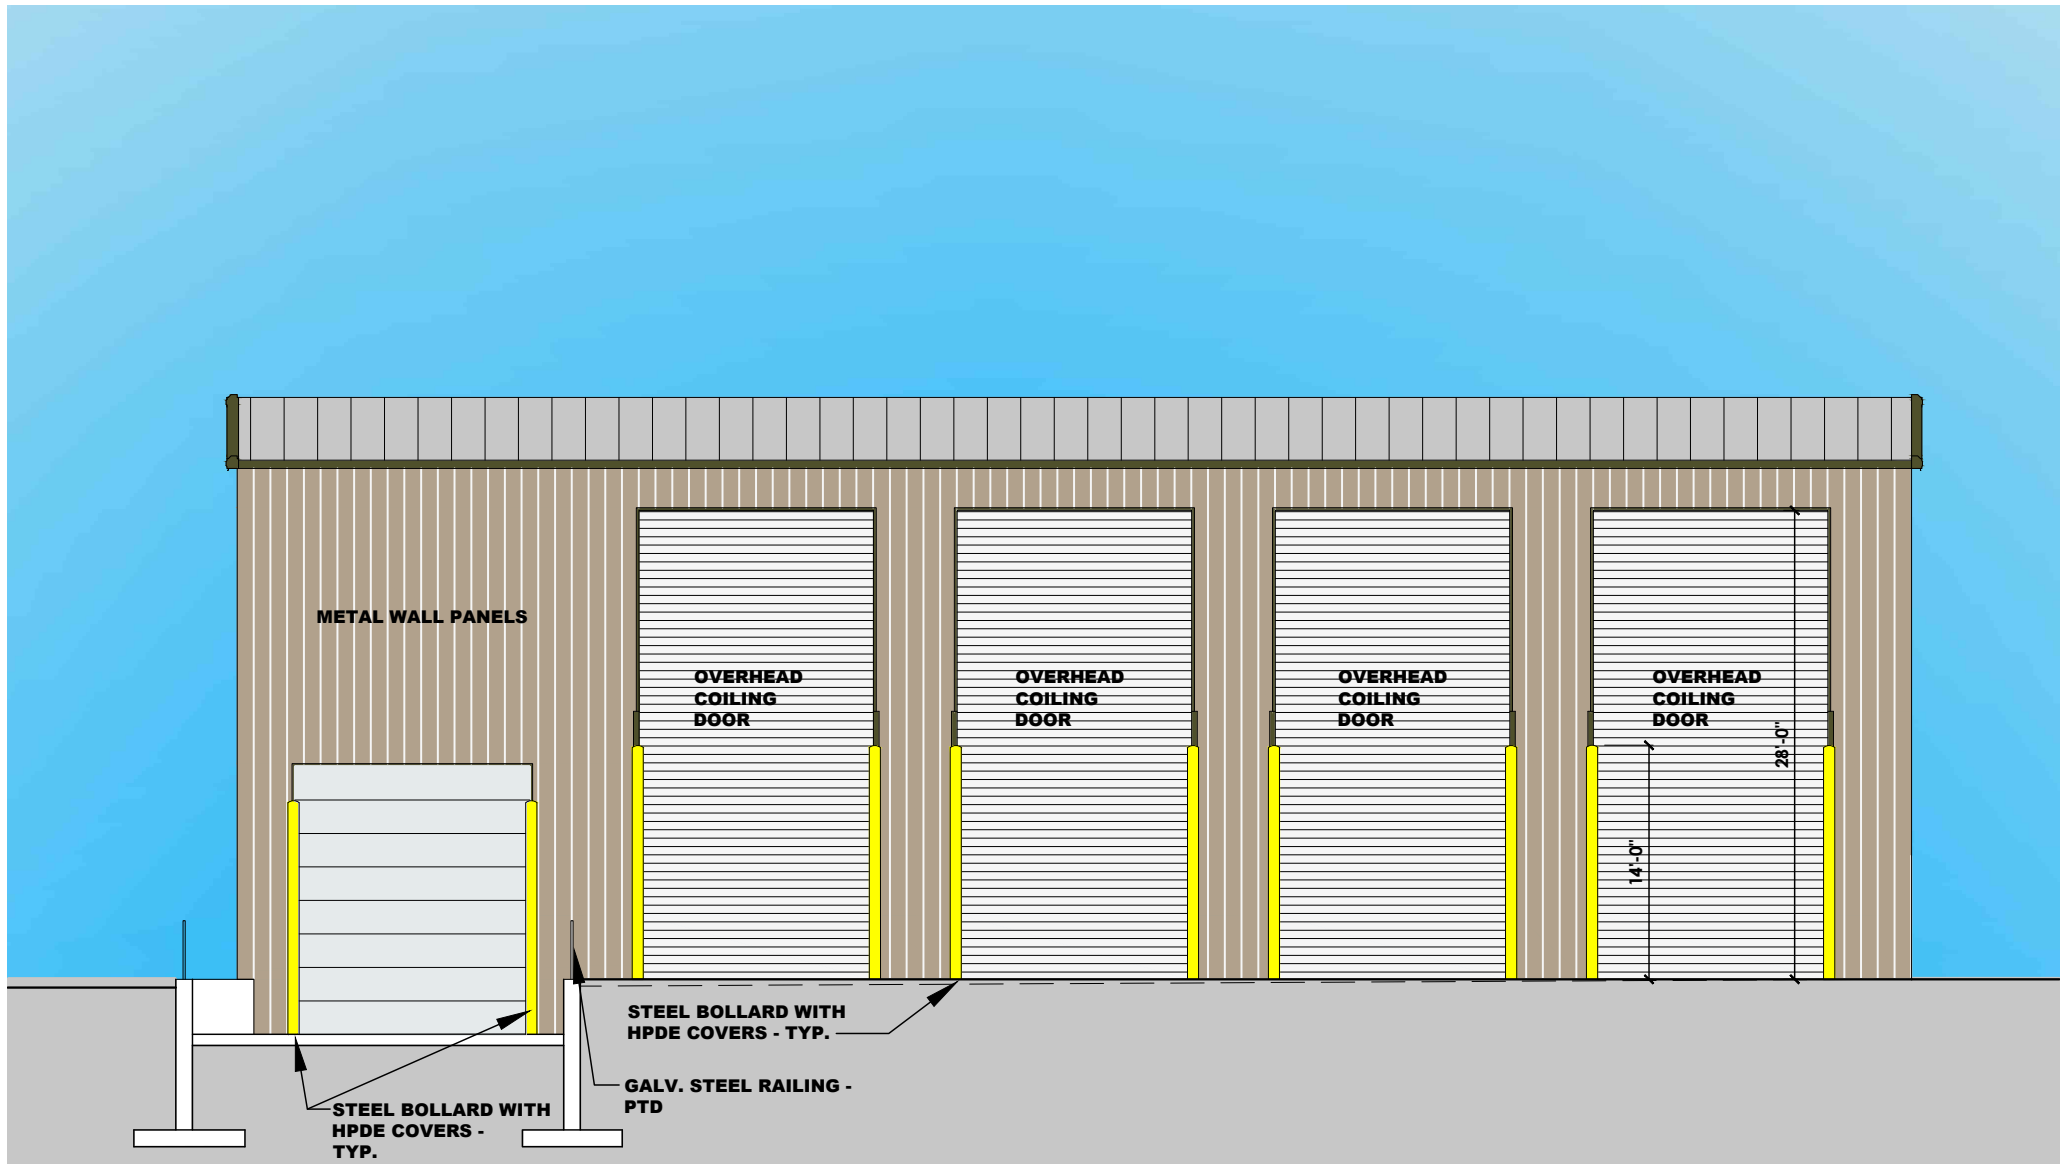 METAL WALL PANELS
OVERHEAD
COILING
DOOR
OVERHEAD
COILING
DOOR
OVERHEAD
COILING
DOOR
OVERHEAD
COILING
DOOR
28'-0"
14'-0"
STEEL BOLLARD WITH
HPDE COVERS - TYP.
GALV. STEEL RAILING -
PTD
STEEL BOLLARD WITH
HPDE COVERS -
TYP.